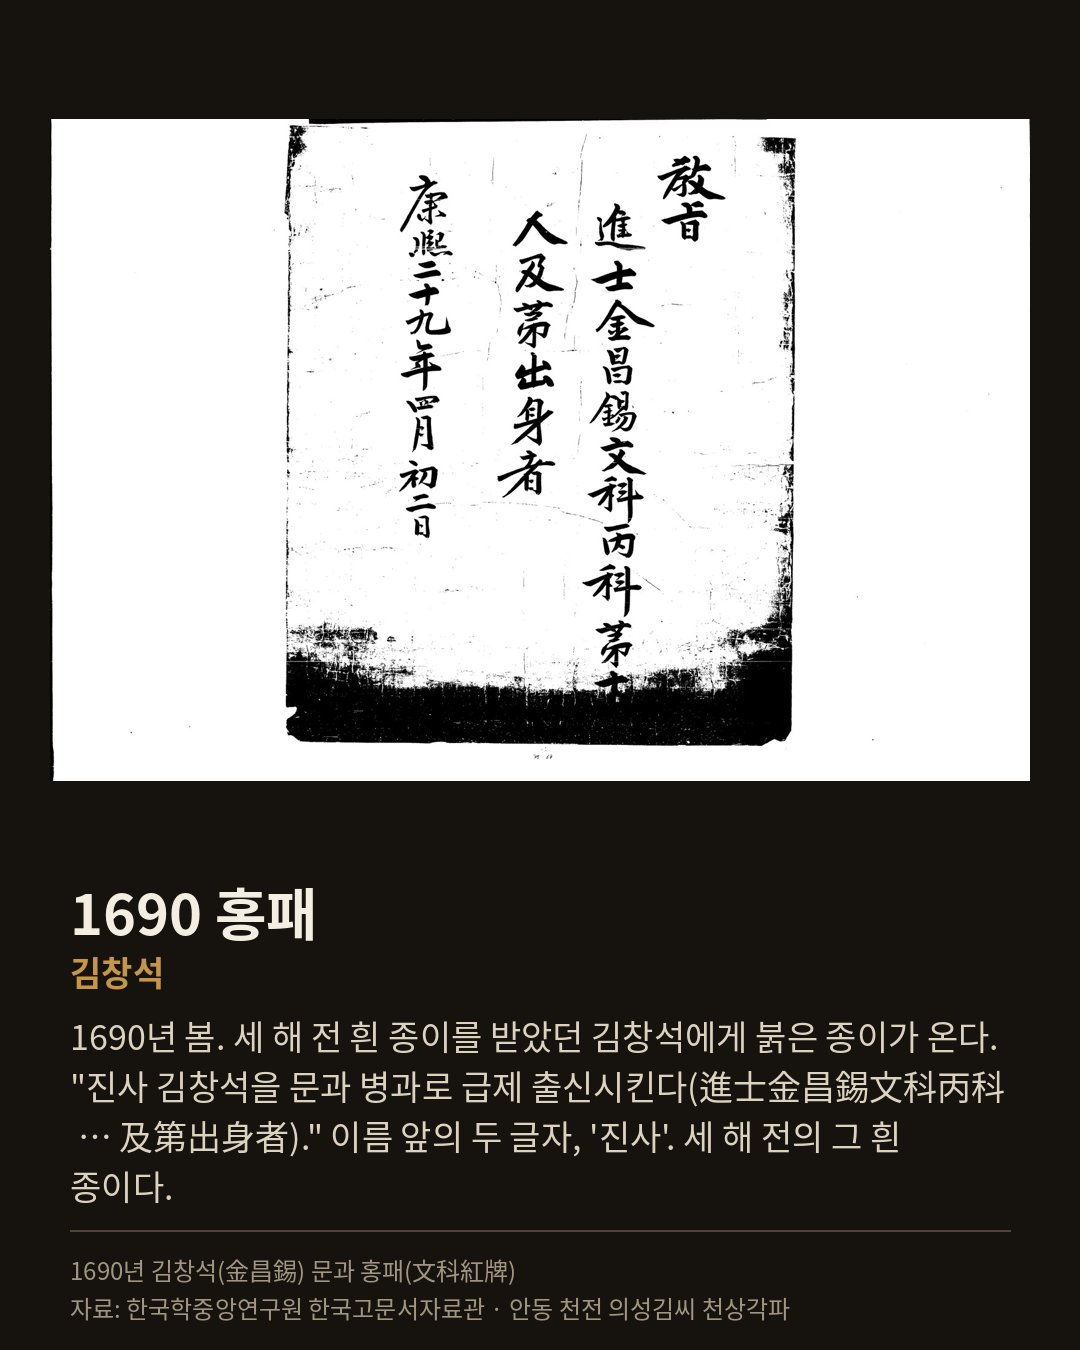 敎旨
進士金昌錫文科丙科苐十
人及苐出身者
康熙二十九年四月初二日
1690 홍패
김창석
1690년 봄. 세 해 전 흰 종이를 받았던 김창석에게 붉은 종이가 온다.
"진사 김창석을 문과 병과로 급제 출신시킨다(進士金昌錫文科丙科
… 及第出身者)." 이름 앞의 두 글자, '진사'. 세 해 전의 그 흰
종이다.
1690년 김창석(金昌錫) 문과 홍패(文科紅牌)
자료: 한국학중앙연구원 한국고문서자료관 · 안동 천전 의성김씨 천상각파